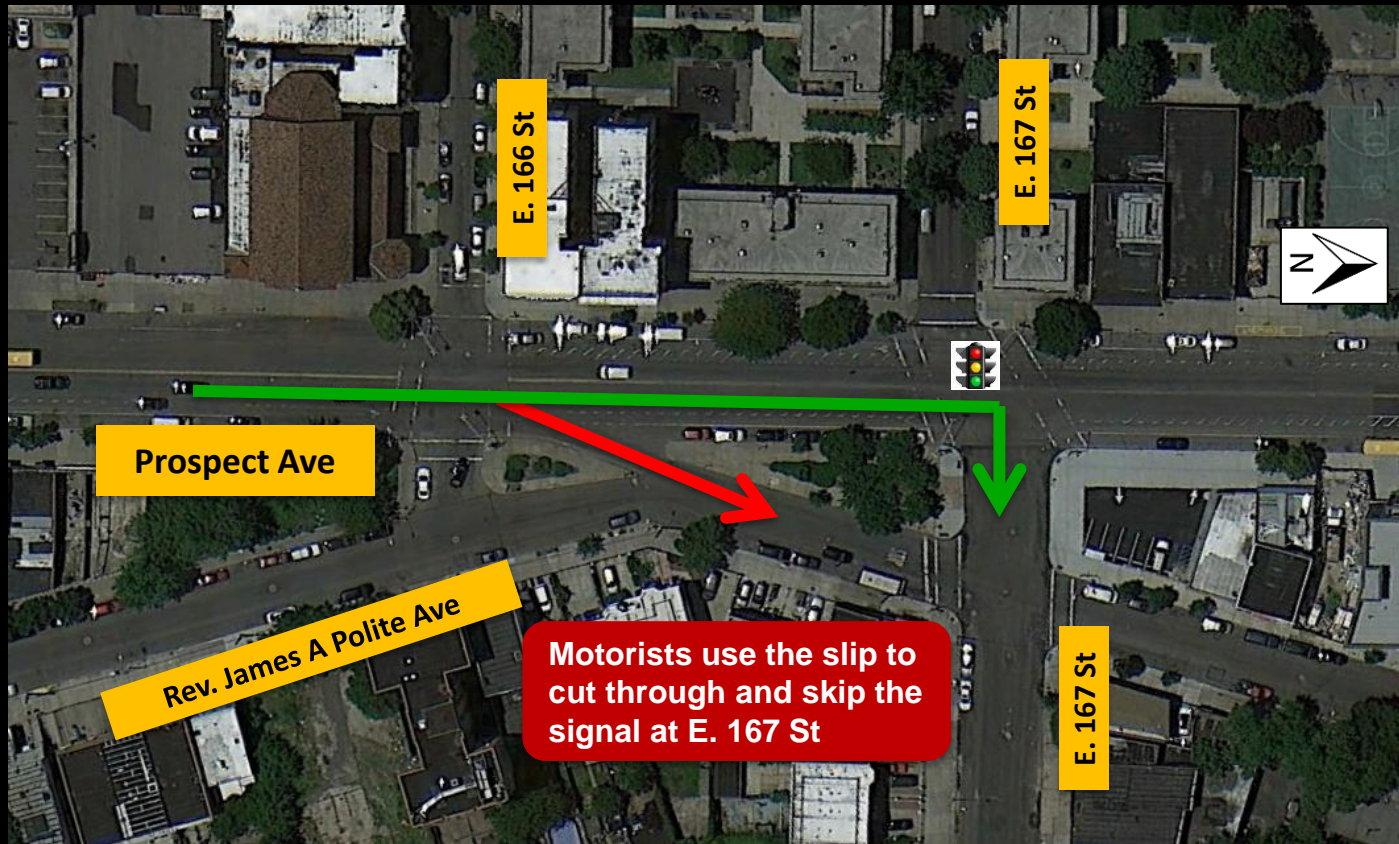 E. 166 St
E. 167 St
N
Prospect Ave
Rev. James A Polite Ave
Motorists use the slip to
cut through and skip the
signal at E. 167 St
E. 167 St